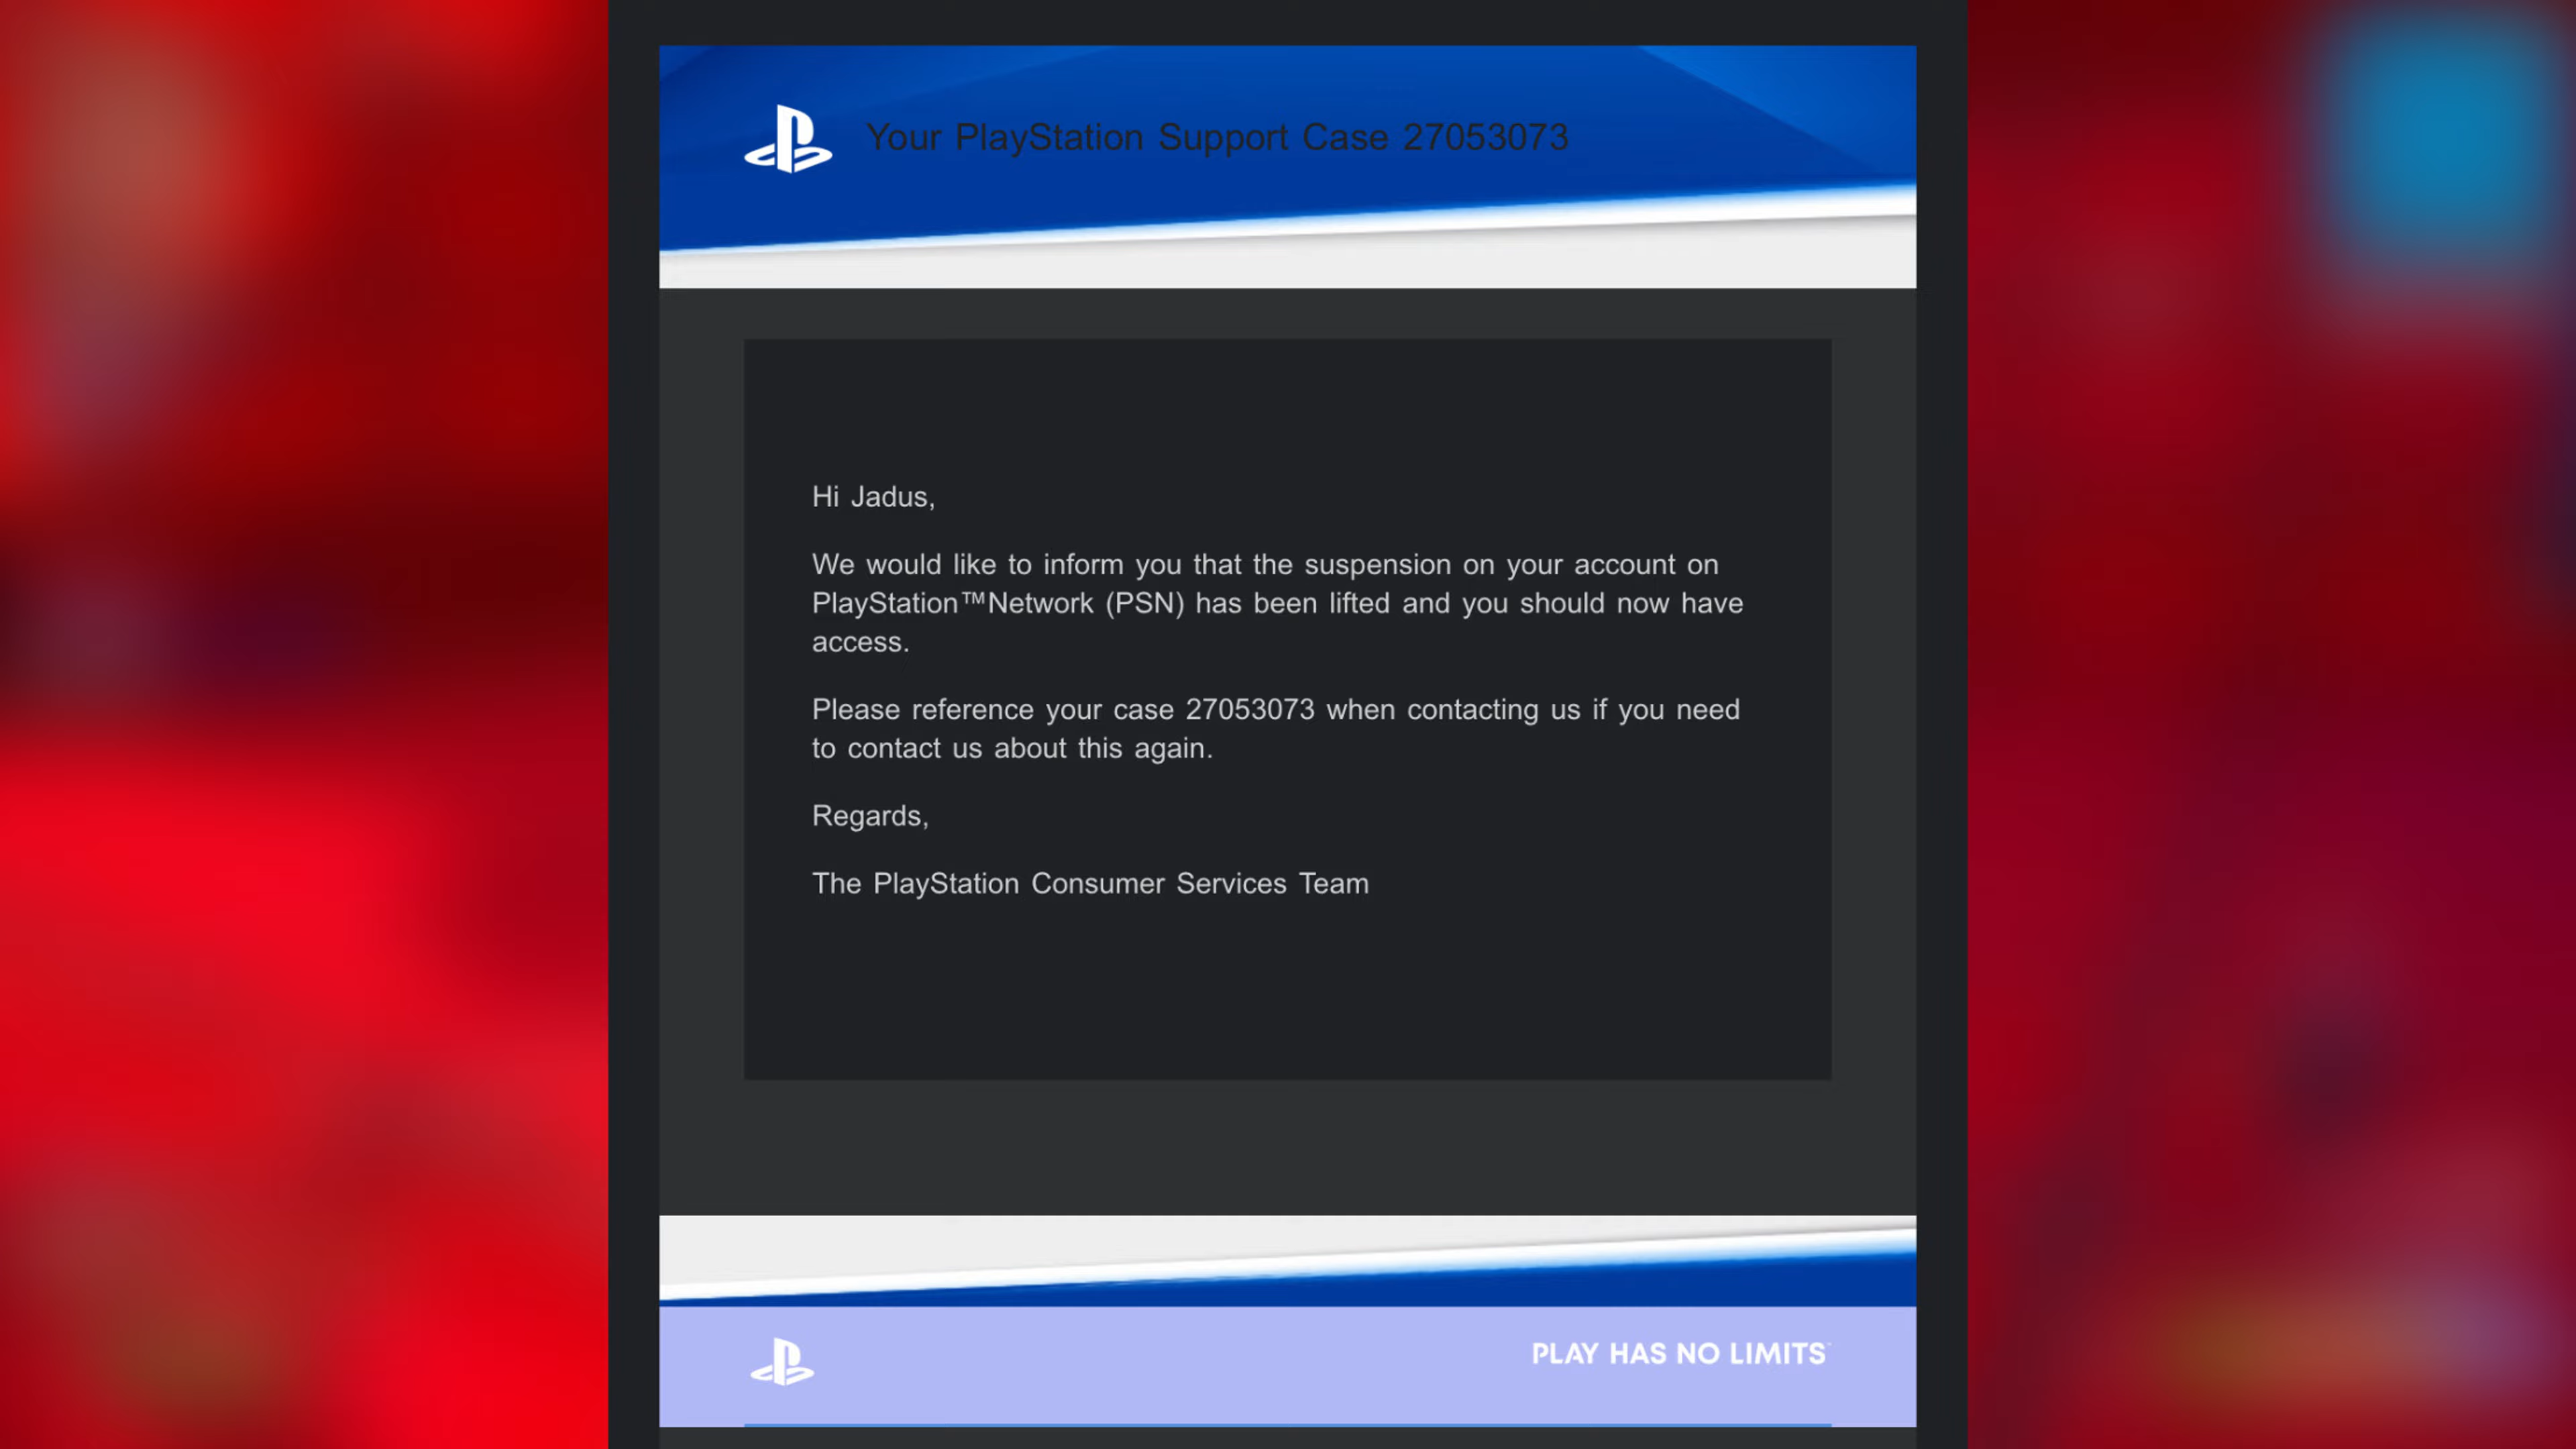 Your PlayStation Support Case 27053073
Hi Jadus,
We would like to inform you that the suspension on your account on
PlayStation™Network (PSN) has been lifted and you should now have
access.
Please reference your case 27053073 when contacting us if you need
to contact us about this again.
Regards,
The PlayStation Consumer Services Team
PLAY HAS NO LIMITS